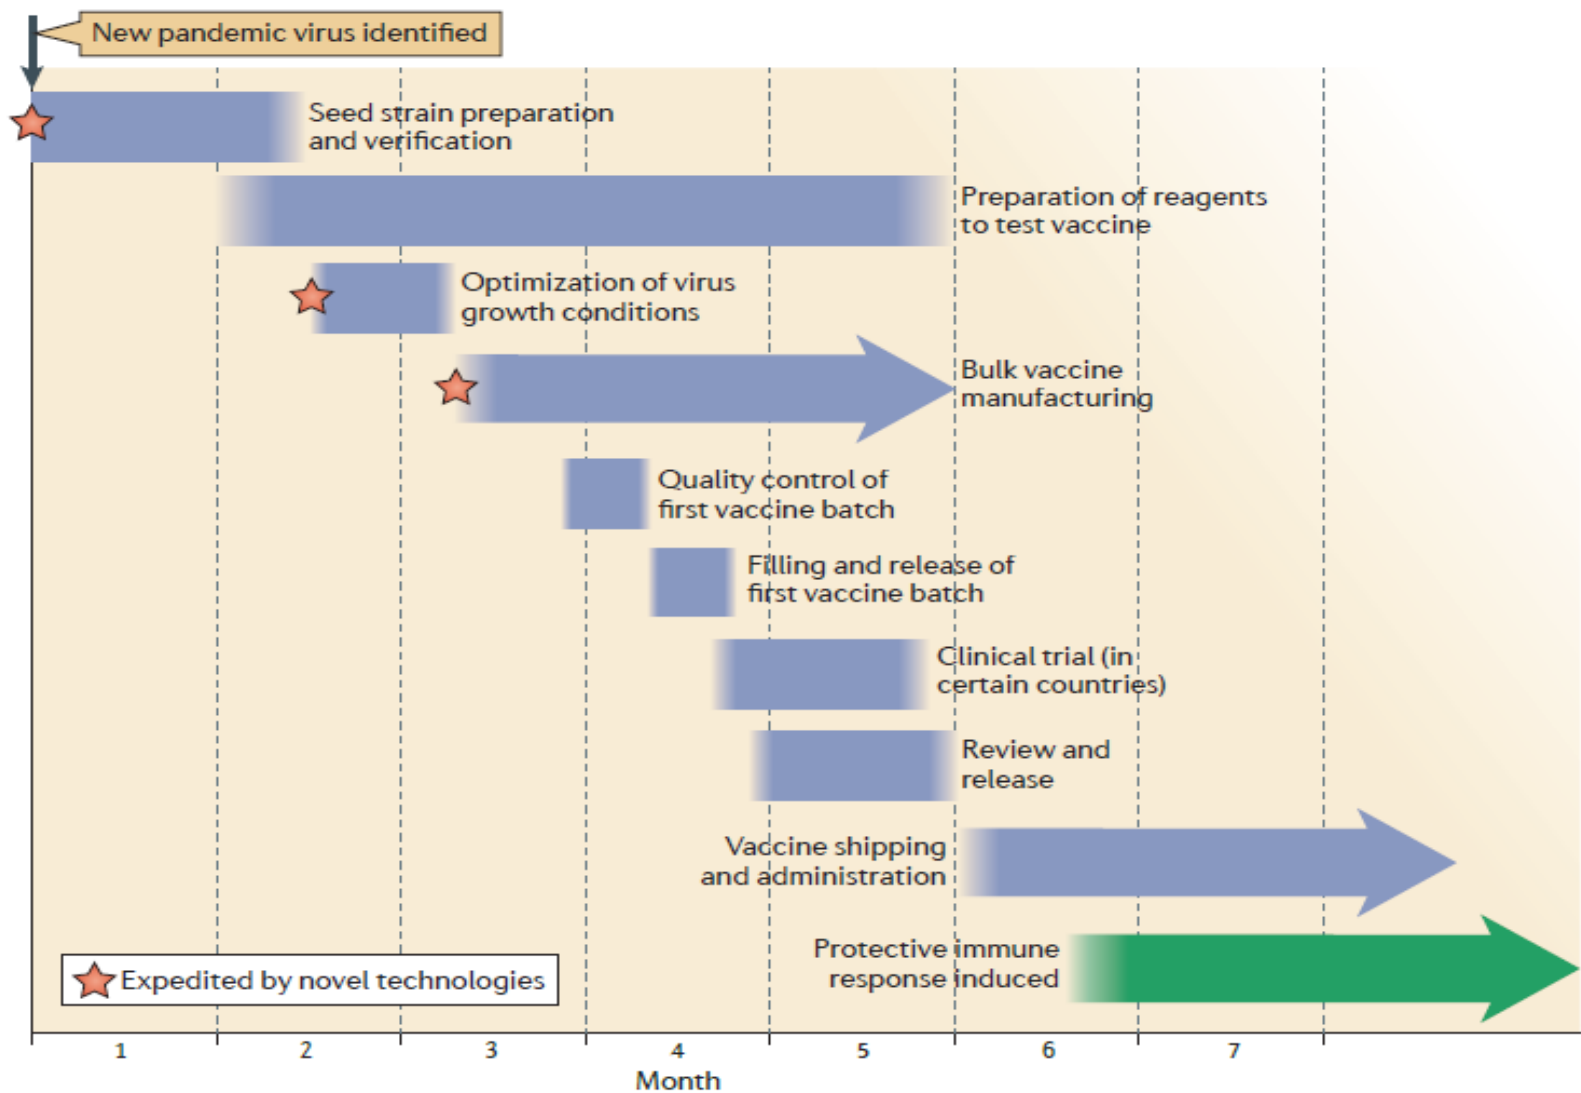 New pandemic virus identified
Seed strain preparation
and verification
Preparation of reagents
to test vaccine
Optimization of virus
growth conditions
Bulk vaccine
manufacturing
Quality control of
first vaccine batch
Filling and release of
first vaccine batch
Clinical trial (in
certain countries)
Review and
release
Vaccine shipping
and administration
Protective immune
response induced
Expedited by novel technologies
1 2 3 4 5 6 7
Month